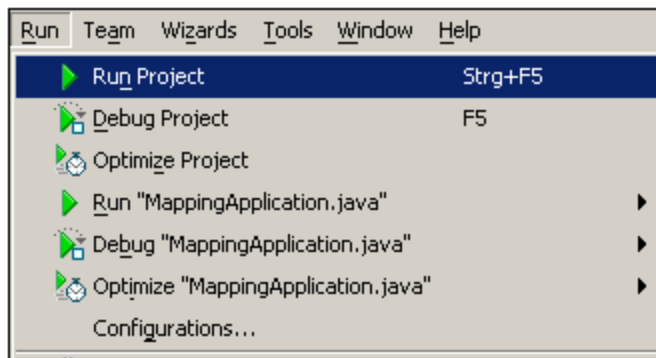 Run Team Wizards Tools Window Help
Run Project Strg+F5
Debug Project F5
Optimize Project
Run "MappingApplication.java"
Debug "MappingApplication.java"
Optimize "MappingApplication.java"
Configurations...